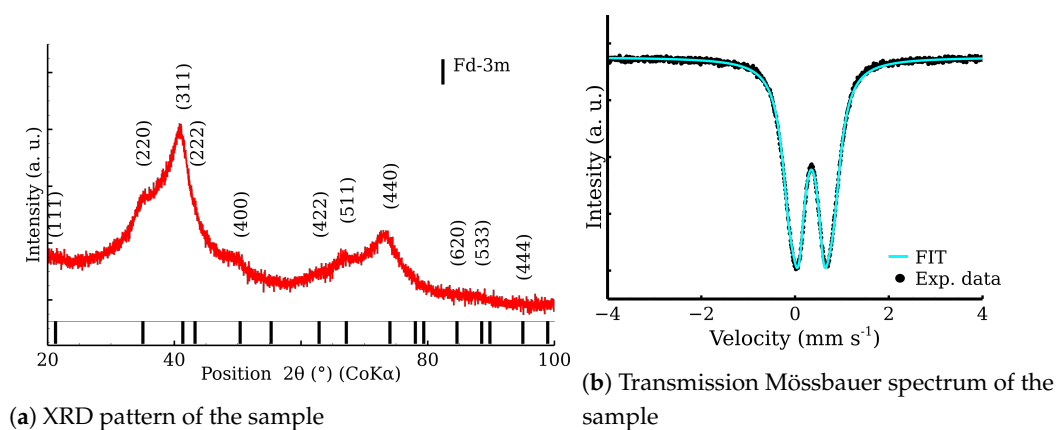 Fd-3m
(111)
(220)
(311)
(222)
(400)
(422)
(511)
(440)
(620)
(533)
(444)
Intensity (a. u.)
20
40
60
80
100
Position 2θ (°) (CoKα)
(a) XRD pattern of the sample
Intesity (a. u.)
FIT
Exp. data
−4
−2
0
2
4
Velocity (mm s⁻¹)
(b) Transmission Mössbauer spectrum of the
sample